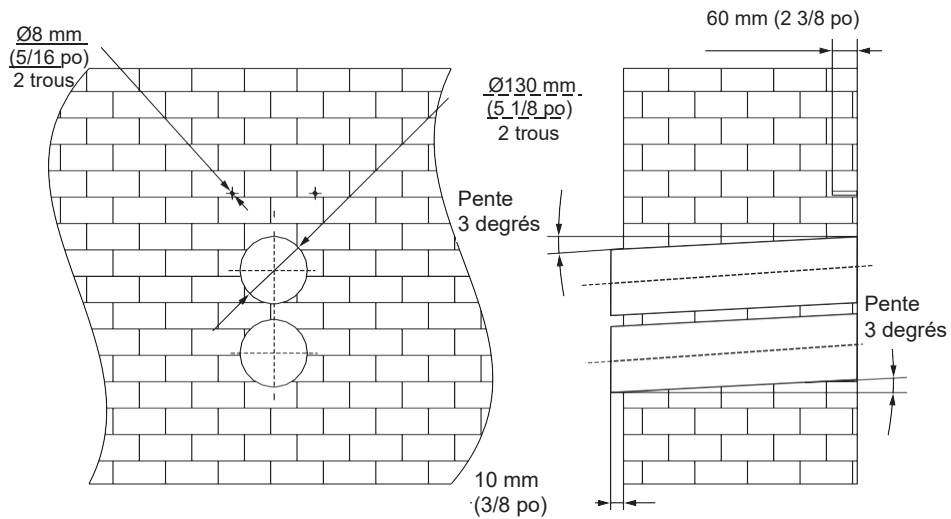 Ø8 mm
(5/16 po)
2 trous
Ø130 mm
(5 1/8 po)
2 trous
60 mm (2 3/8 po)
Pente
3 degrés
Pente
3 degrés
10 mm
(3/8 po)